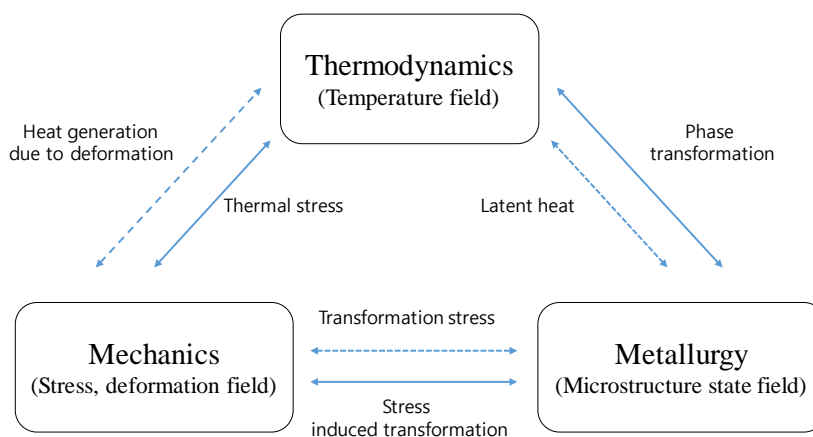 Thermodynamics
(Temperature field)
Heat generation
due to deformation
Phase
transformation
Thermal stress
Latent heat
Transformation stress
Mechanics
(Stress, deformation field)
Metallurgy
(Microstructure state field)
Stress
induced transformation